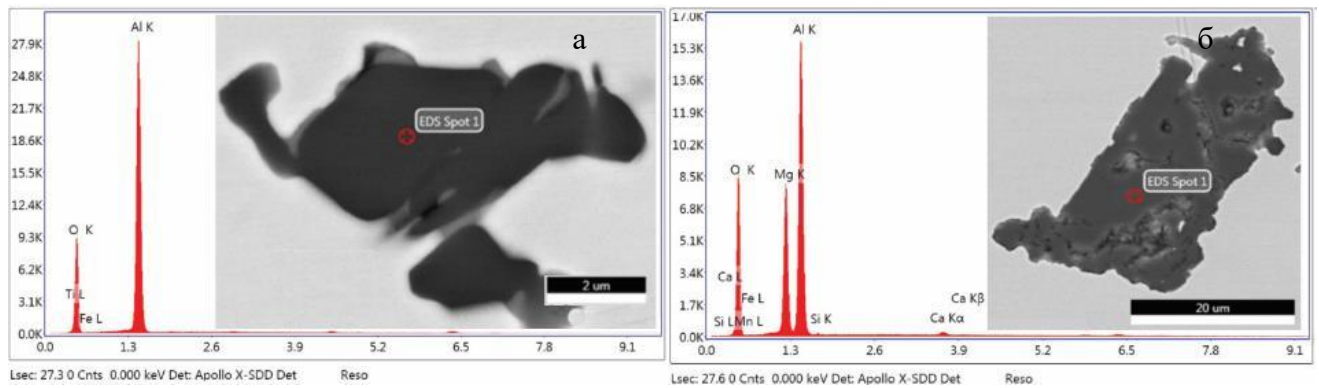 а
Al K
27.9K
24.8K
21.7K
18.6K
15.5K
12.4K
9.3K
6.2K
3.1K
0.0K
O K
Ti L
Fe L
EDS Spot 1
2 um
0.0 1.3 2.6 3.9 5.2 6.5 7.8 9.1
Lsec: 27.3 0 Cnts 0.000 keV Det: Apollo X-SDD Det Reso
б
17.0K
15.3K
13.6K
11.9K
10.2K
8.5K
6.8K
5.1K
3.4K
1.7K
0.0K
Al K
O K
Mg K
Ca L
Fe L
Si L Mn L
Si K
Ca Kβ
Ca Kα
EDS Spot 1
20 um
0.0 1.3 2.6 3.9 5.2 6.5 7.8 9.1
Lsec: 27.6 0 Cnts 0.000 keV Det: Apollo X-SDD Det Reso